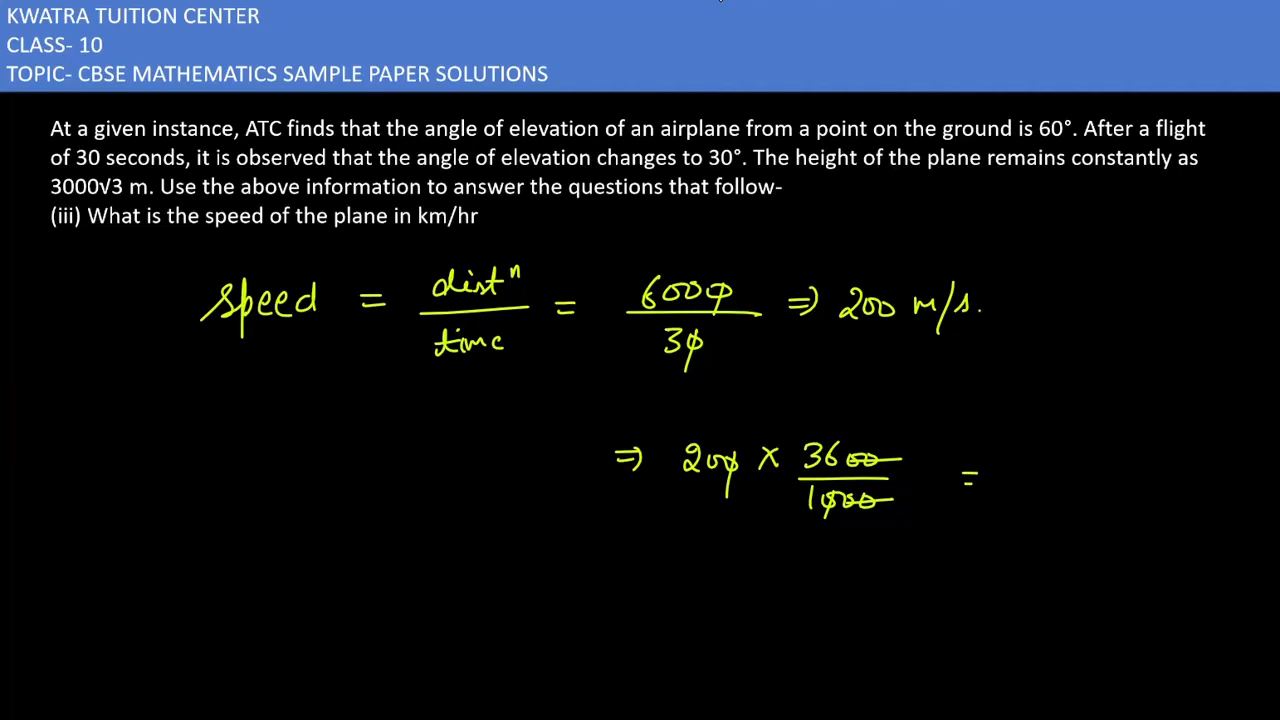 KWATRA TUITION CENTER
CLASS- 10
TOPIC- CBSE MATHEMATICS SAMPLE PAPER SOLUTIONS
At a given instance, ATC finds that the angle of elevation of an airplane from a point on the ground is 60°. After a flight
of 30 seconds, it is observed that the angle of elevation changes to 30°. The height of the plane remains constantly as
3000√3 m. Use the above information to answer the questions that follow-
(iii) What is the speed of the plane in km/hr
speed = distⁿ / time = 6000 / 30 ⇒ 200 m/s.
⇒ 200 × 3600 / 1000 =